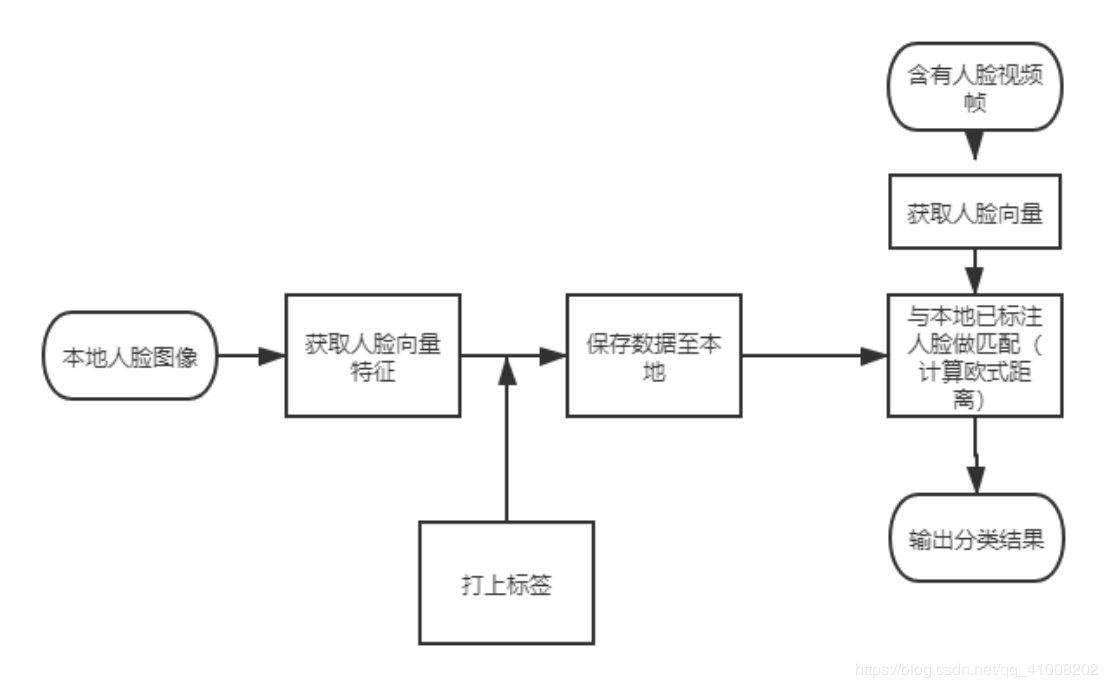 含有人脸视频
帧
获取人脸向量
本地人脸图像
获取人脸向量
特征
保存数据至本
地
与本地已标注
人脸做匹配（
计算欧式距
离）
打上标签
输出分类结果
https://blog.csdn.net/qq_41008202